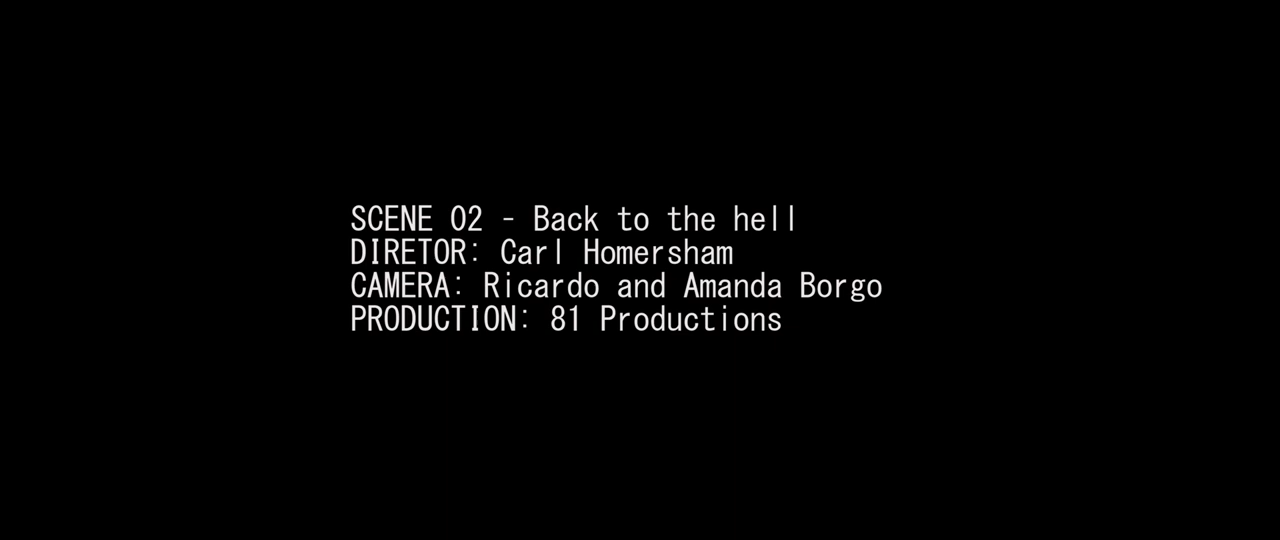 SCENE 02 - Back to the hell
DIRETOR: Carl Homersham
CAMERA: Ricardo and Amanda Borgo
PRODUCTION: 81 Productions